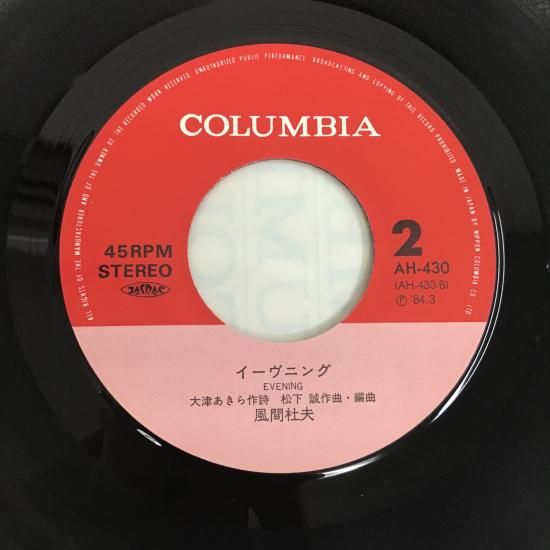 ALL RIGHTS OF THE MANUFACTURER AND OF THE OWNER OF THE RECORDED WORK RESERVED. UNAUTHORIZED PUBLIC PERFORMANCE BROADCASTING AND COPYING OF THIS RECORD PROHIBITED MADE IN JAPAN BY NIPPON COLUMBIA CO., LTD.
COLUMBIA
45RPM
STEREO
JASRAC
2
AH-430
(AH-430-B)
Ⓟ '84.3
イーヴニング
EVENING
大津あきら作詩 松下 誠作曲・編曲
風間杜夫